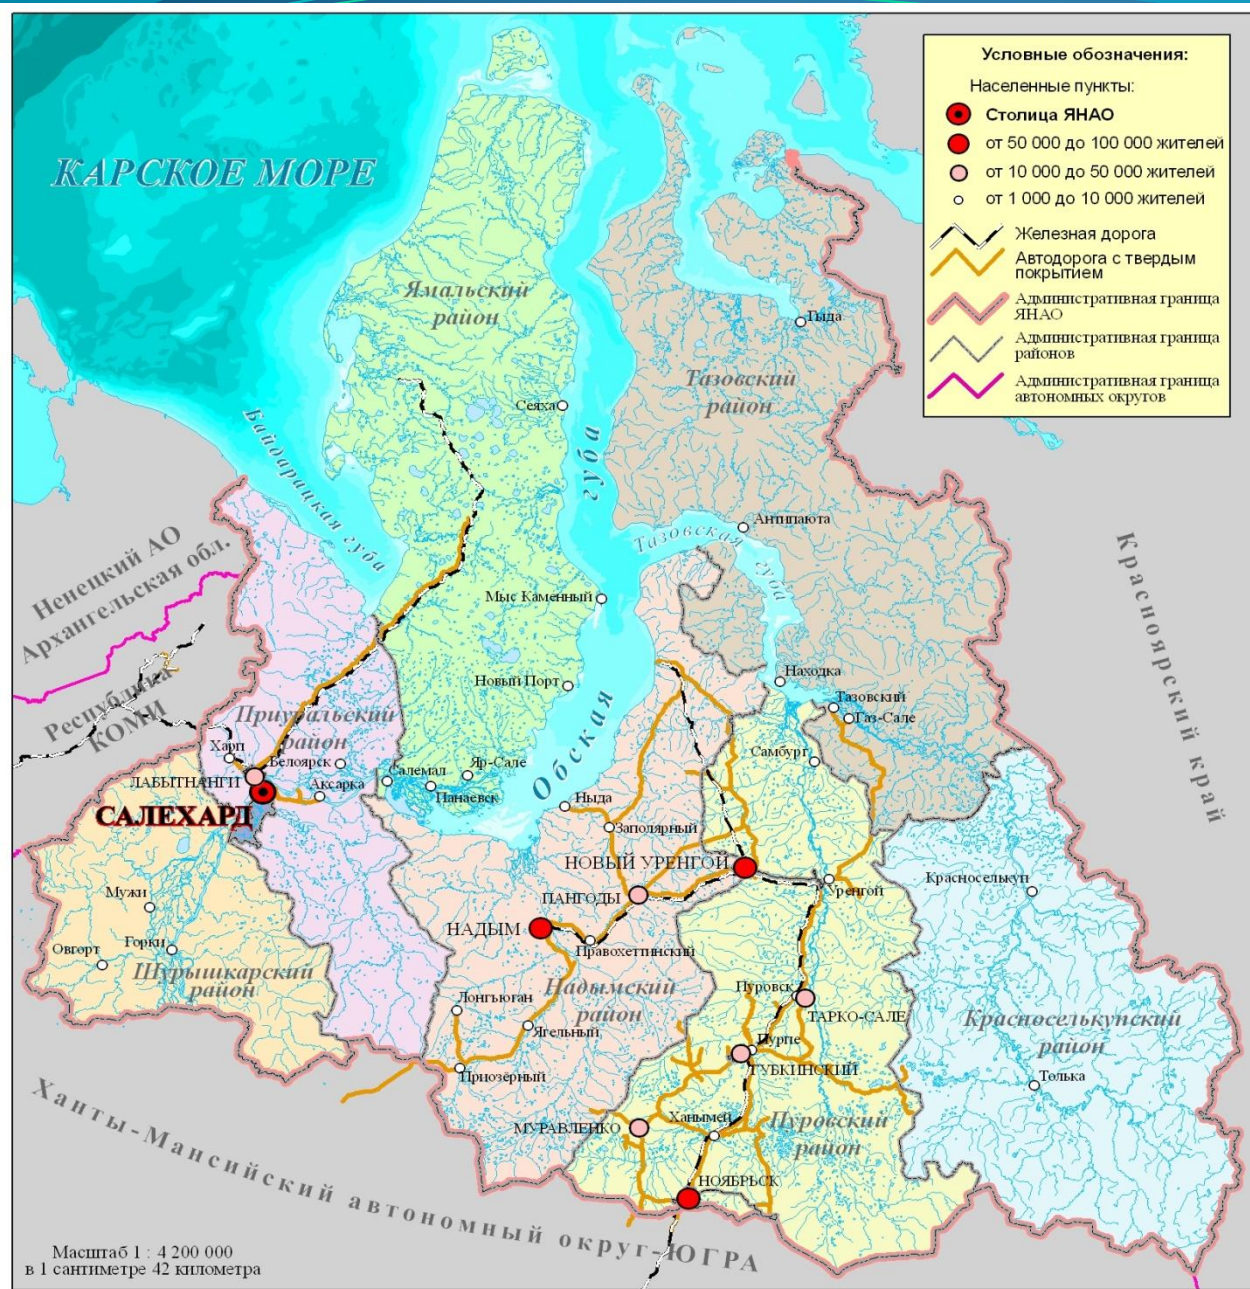 Условные обозначения:
Населенные пункты:
Столица ЯНАО
от 50 000 до 100 000 жителей
от 10 000 до 50 000 жителей
от 1 000 до 10 000 жителей
Железная дорога
Автодорога с твердым
покрытием
Административная граница
ЯНАО
Административная граница
районов
Административная граница
автономных округов
КАРСКОЕ МОРЕ
Ямальский
район
Гыда
Тазовский
район
Сеяха
Байдарацкая губа
Обская губа
Антипаюта
Тазовская губа
Ненецкий АО
Архангельская обл.
Красноярский край
Мыс Каменный
Республика
КОМИ
Новый Порт
Находка
Тазовский
Газ-Сале
Приуральский
район
Харп
Белоярск
Самбург
ЛАБЫТНАНГИ
Аксарка
Салемал
Яр-Сале
Панаевск
САЛЕХАРД
Ныда
Заполярный
НОВЫЙ УРЕНГОЙ
Уренгой
Красноселькуп
ПАНГОДЫ
Мужи
НАДЫМ
Правохеттинский
Горки
Овгорт
Шурышкарский
район
Надымский
район
Лонгъюган
Ягельный
Приозёрный
Пуровск
ТАРКО-САЛЕ
Красноселькупский
район
Пурпе
ГУБКИНСКИЙ
Толька
Ханымей
МУРАВЛЕНКО
Пуровский
район
НОЯБРЬСК
Ханты-Мансийский автономный округ-ЮГРА
Масштаб 1 : 4 200 000
в 1 сантиметре 42 километра